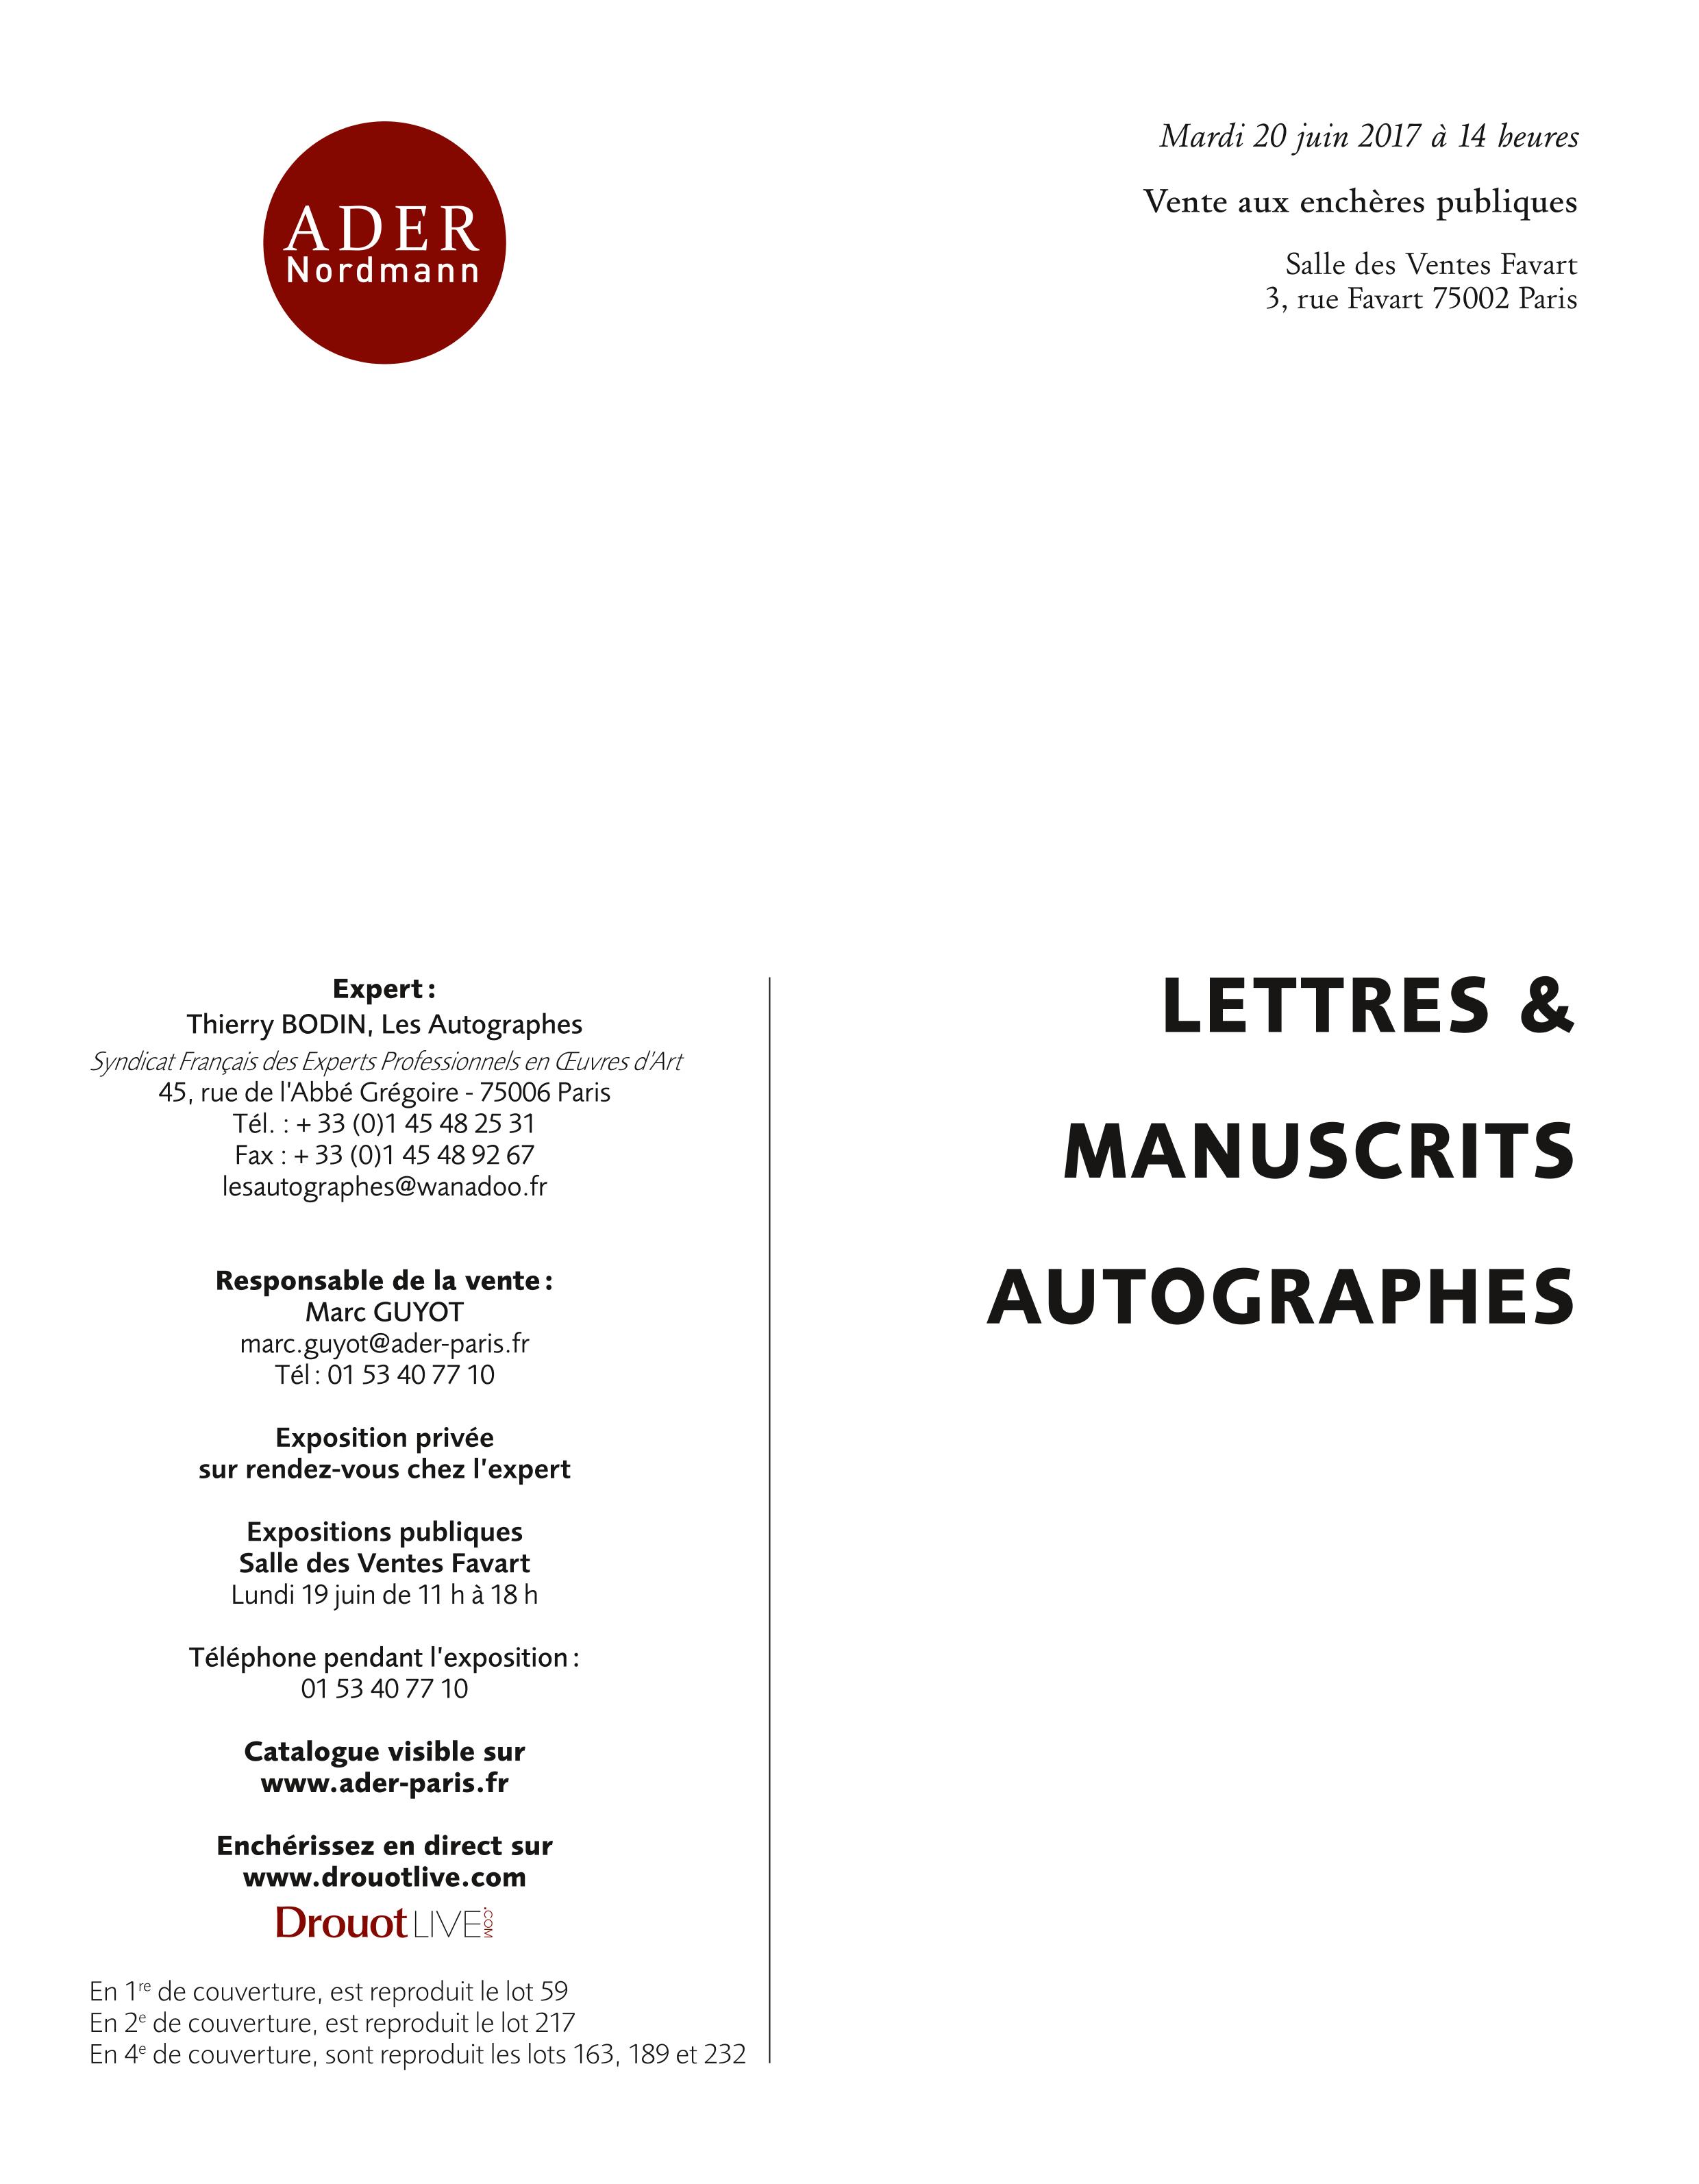 ADER
Nordmann
Mardi 20 juin 2017 à 14 heures
Vente aux enchères publiques
Salle des Ventes Favart
3, rue Favart 75002 Paris
Expert :
Thierry BODIN, Les Autographes
Syndicat Français des Experts Professionnels en Œuvres d'Art
45, rue de l'Abbé Grégoire - 75006 Paris
Tél. : + 33 (0)1 45 48 25 31
Fax : + 33 (0)1 45 48 92 67
lesautographes@wanadoo.fr
Responsable de la vente :
Marc GUYOT
marc.guyot@ader-paris.fr
Tél : 01 53 40 77 10
Exposition privée
sur rendez-vous chez l'expert
Expositions publiques
Salle des Ventes Favart
Lundi 19 juin de 11 h à 18 h
Téléphone pendant l'exposition :
01 53 40 77 10
Catalogue visible sur
www.ader-paris.fr
Enchérissez en direct sur
www.drouotlive.com
Drouot LIVE .COM
En 1re de couverture, est reproduit le lot 59
En 2e de couverture, est reproduit le lot 217
En 4e de couverture, sont reproduit les lots 163, 189 et 232
LETTRES &
MANUSCRITS
AUTOGRAPHES